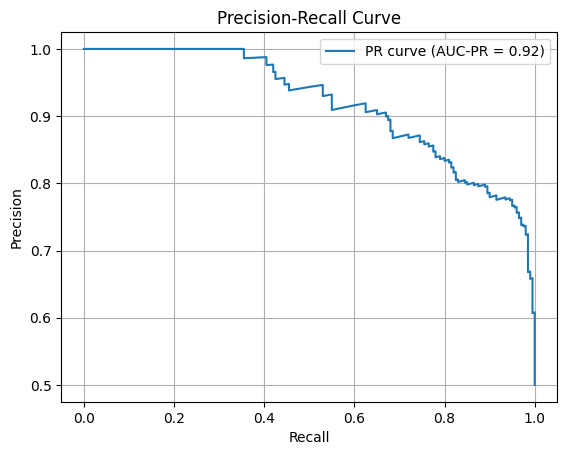 Precision-Recall Curve
PR curve (AUC-PR = 0.92)
1.0
0.9
0.8
0.7
0.6
0.5
Precision
0.0 0.2 0.4 0.6 0.8 1.0
Recall